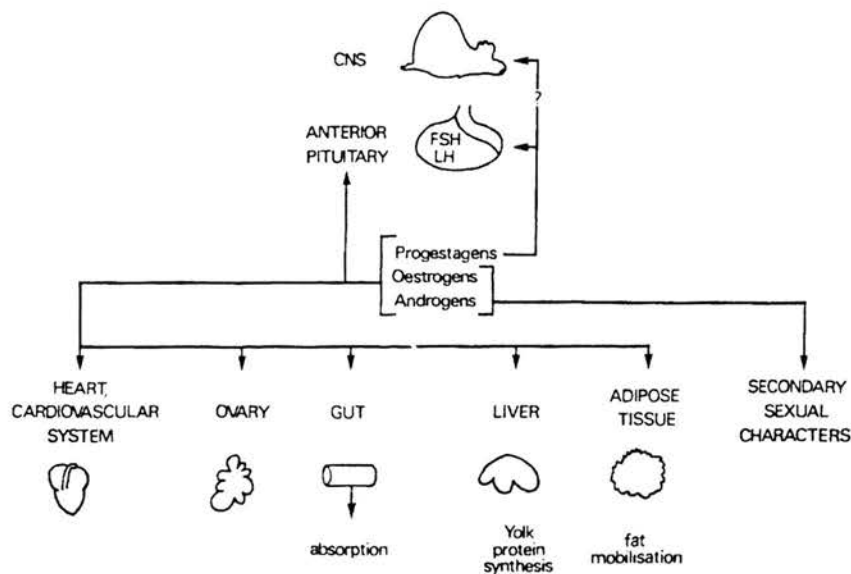 CNS
?
ANTERIOR
PITUITARY
FSH
LH
Progestagens
Oestrogens
Androgens
HEART,
CARDIOVASCULAR
SYSTEM
OVARY
GUT
LIVER
ADIPOSE
TISSUE
SECONDARY
SEXUAL
CHARACTERS
absorption
Yolk
protein
synthesis
fat
mobilisation